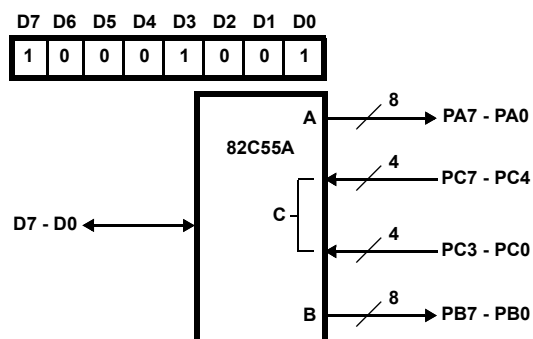 D7 D6 D5 D4 D3 D2 D1 D0
1 0 0 0 1 0 0 1
A 8 PA7 - PA0
82C55A
4 PC7 - PC4
C
D7 - D0
4 PC3 - PC0
B 8 PB7 - PB0